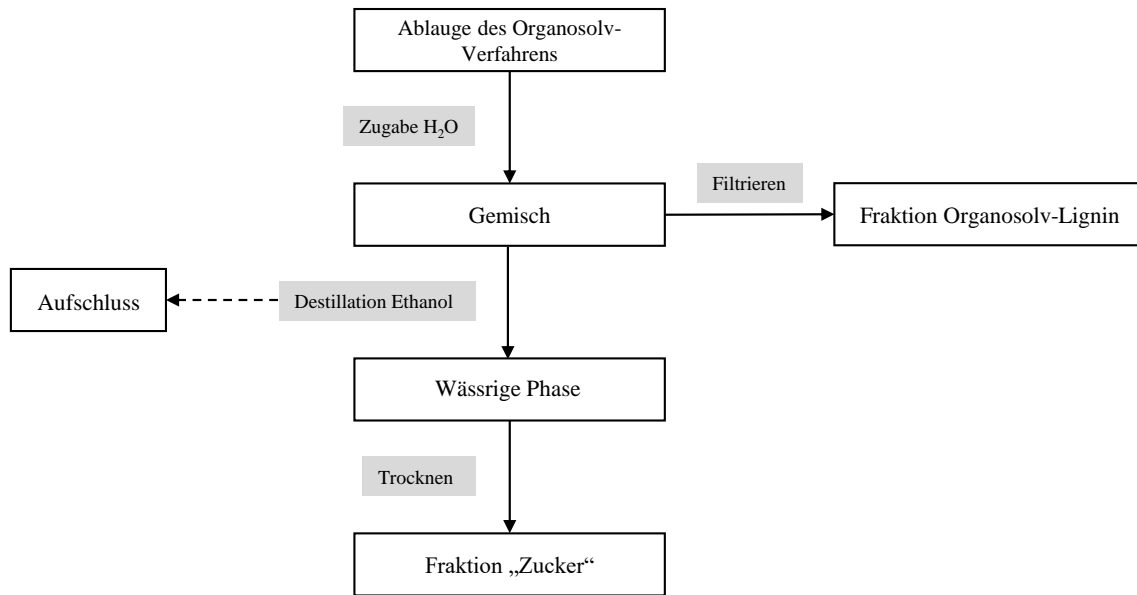 Ablauge des Organosolv-
Verfahrens
Zugabe H₂O
Filtrieren
Gemisch
Fraktion Organosolv-Lignin
Aufschluss
Destillation Ethanol
Wässrige Phase
Trocknen
Fraktion „Zucker“